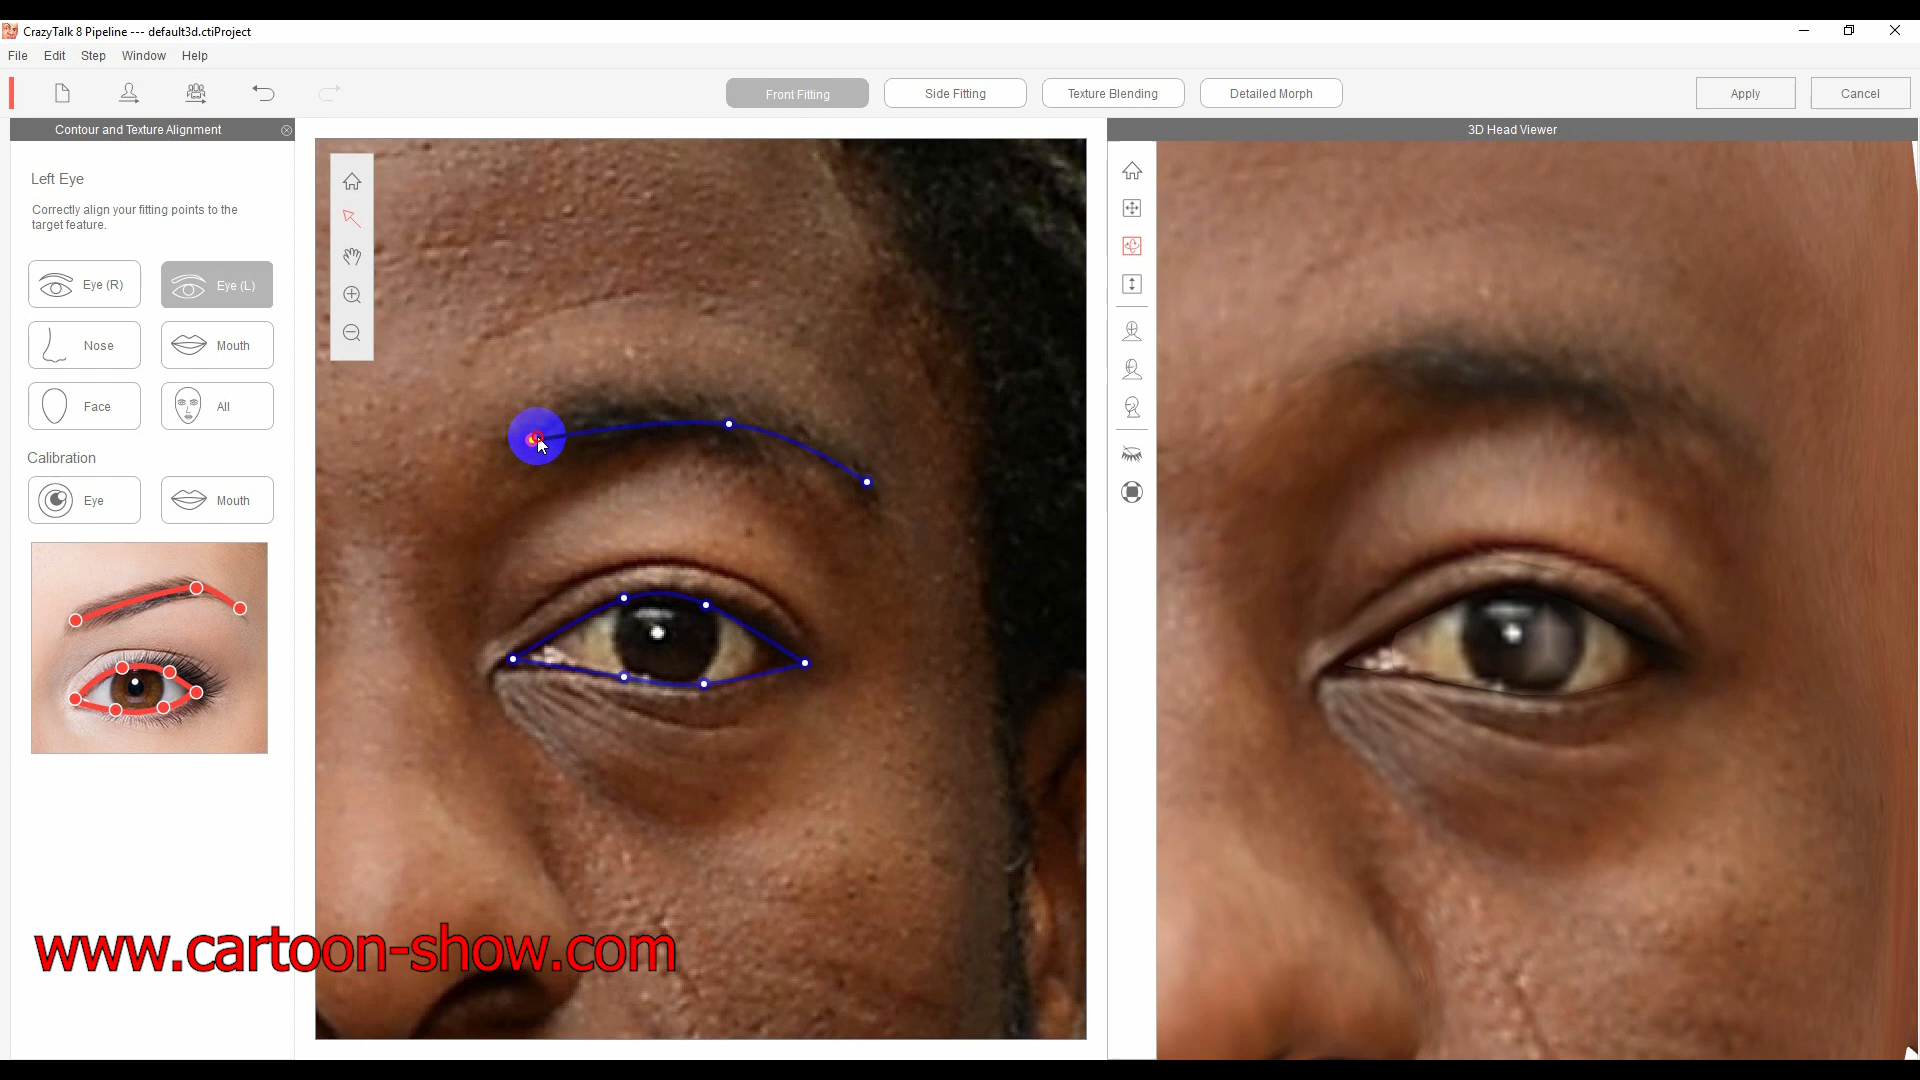 CrazyTalk 8 Pipeline --- default3d.ctiProject
File Edit Step Window Help
Front Fitting Side Fitting Texture Blending Detailed Morph Apply Cancel
Contour and Texture Alignment
3D Head Viewer
Left Eye
Correctly align your fitting points to the
target feature.
Eye (R) Eye (L)
Nose Mouth
Face All
Calibration
Eye Mouth
www.cartoon-show.com